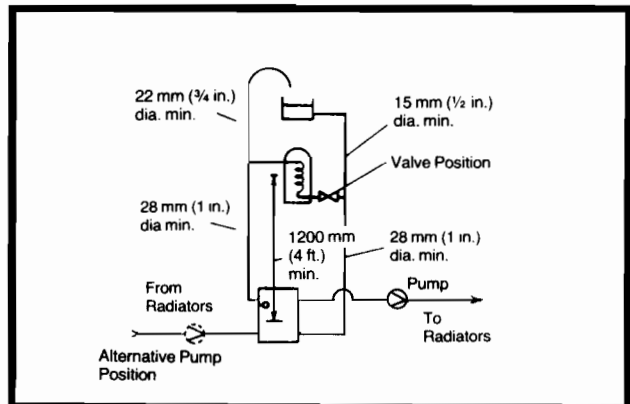 22 mm (¾ in.)
dia. min.
15 mm (½ in.)
dia. min.
Valve Position
28 mm (1 in.)
dia min.
1200 mm
(4 ft.)
min.
28 mm (1 in.)
dia. min.
From
Radiators
Pump
To
Radiators
Alternative Pump
Position